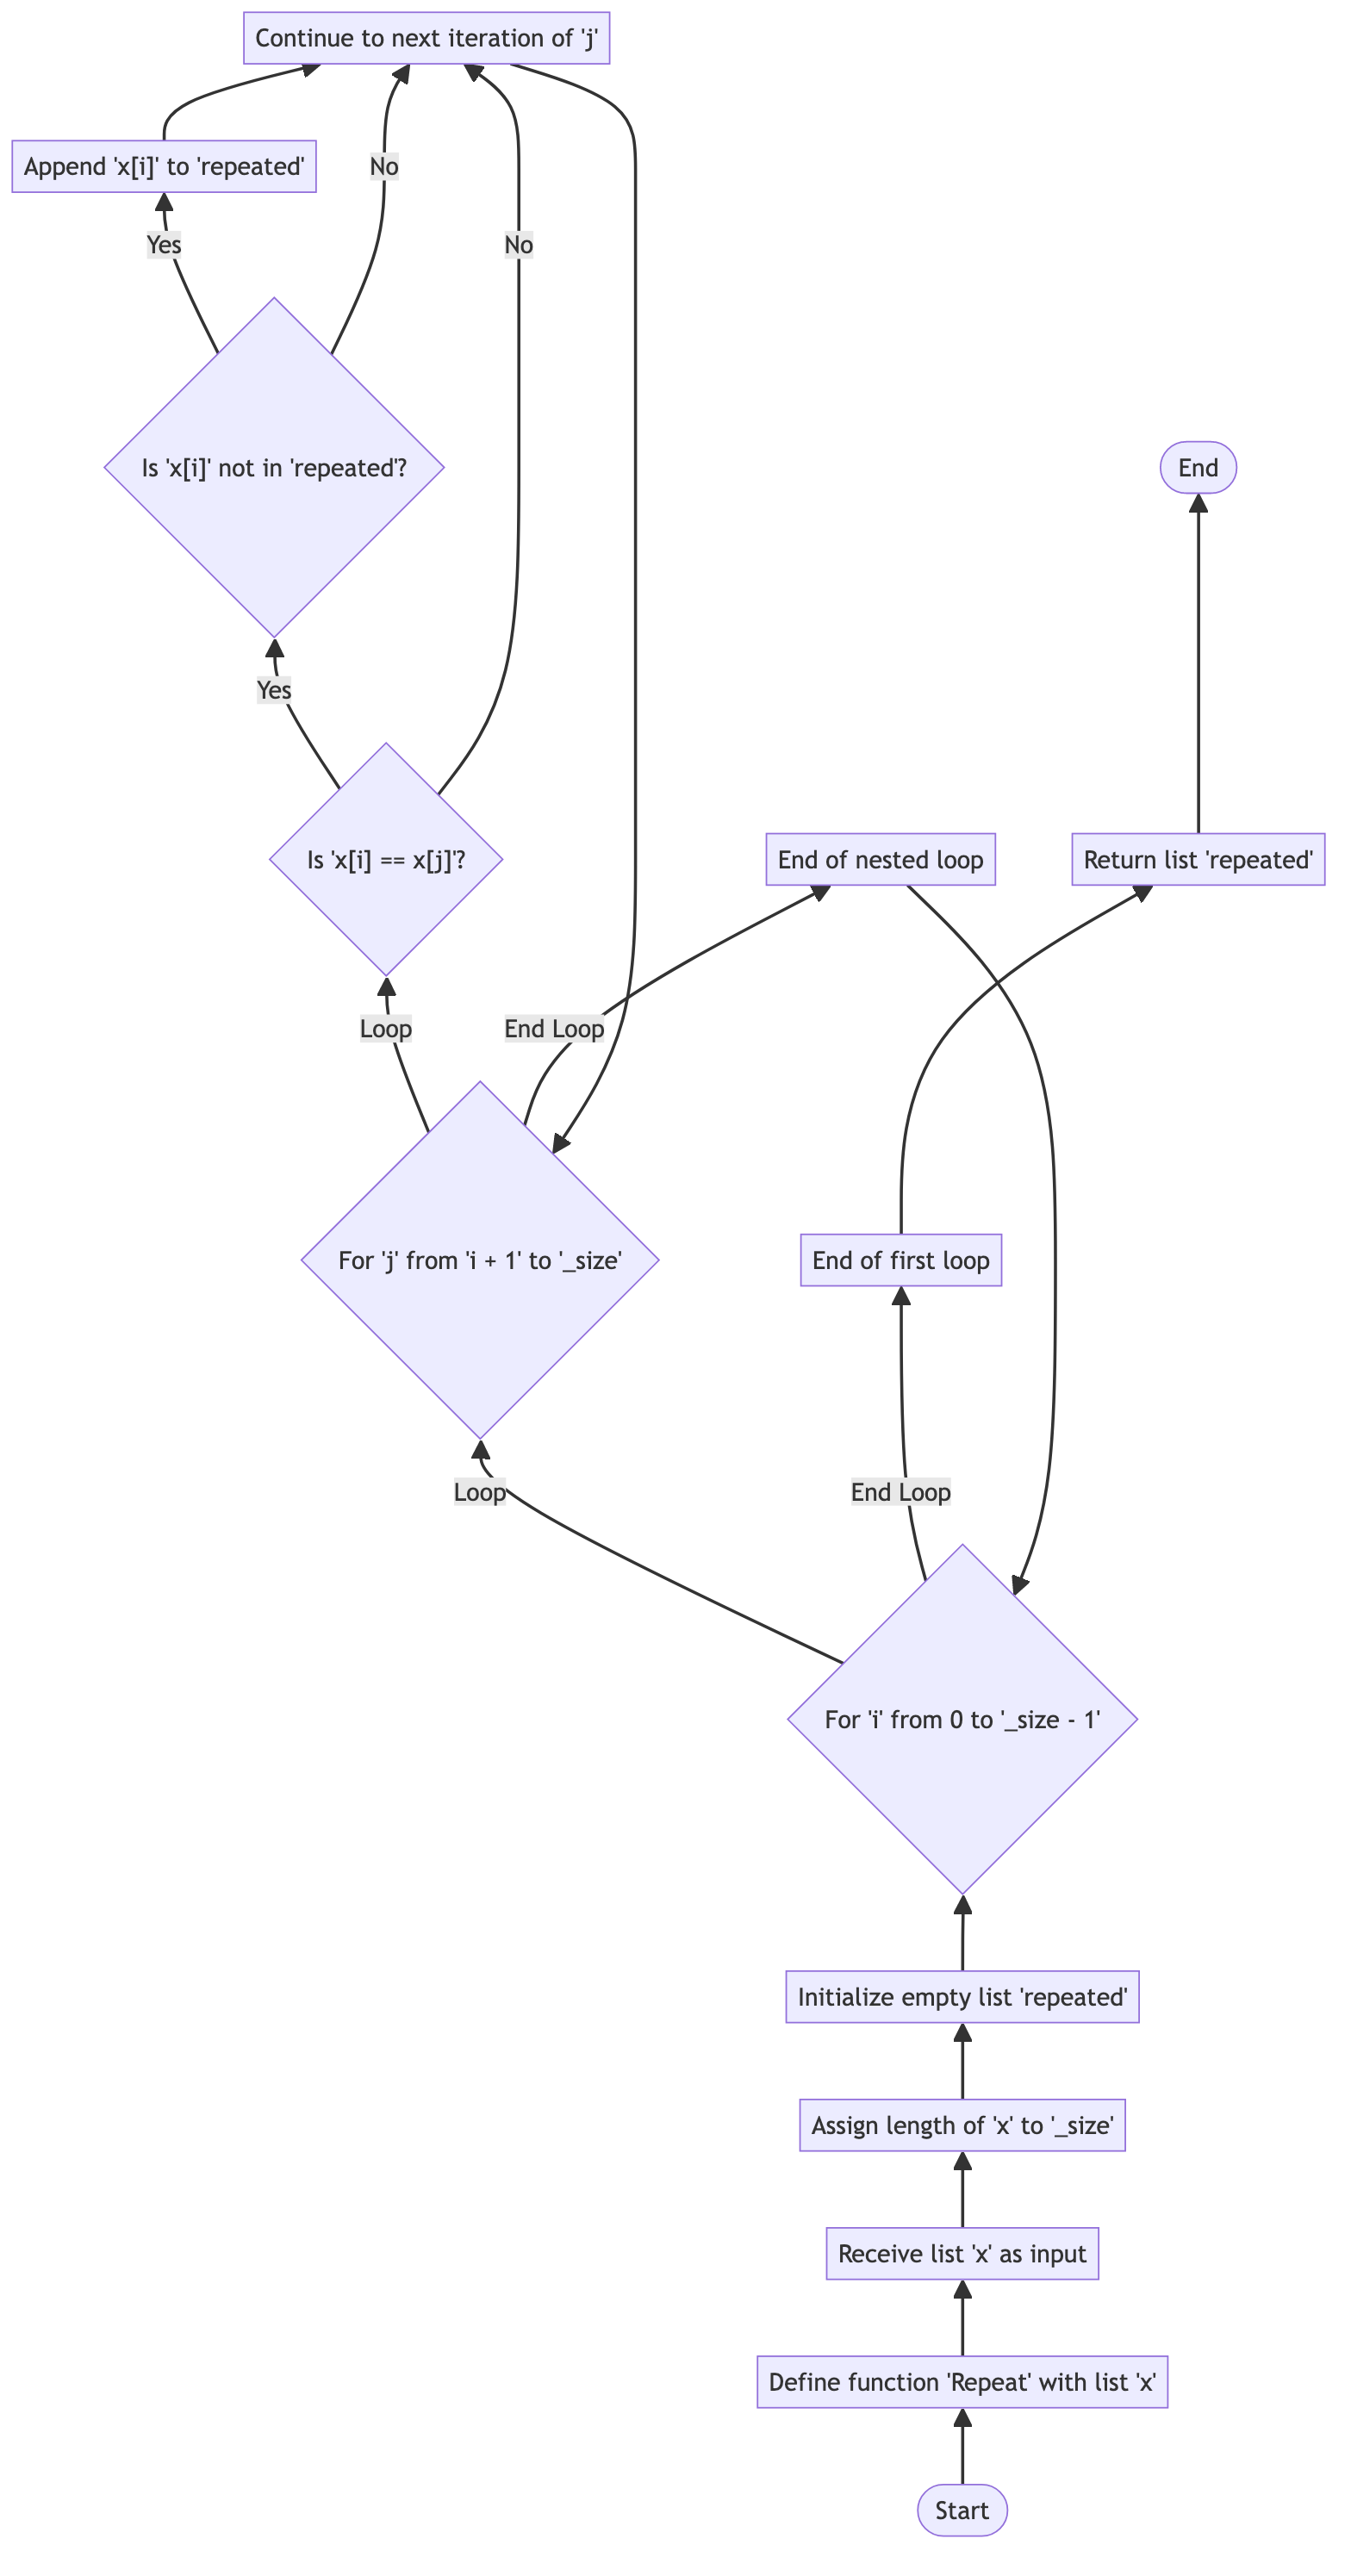 Continue to next iteration of 'j'
Append 'x[i]' to 'repeated'
No
Yes
No
Is 'x[i]' not in 'repeated'?
End
Yes
Is 'x[i] == x[j]'?
End of nested loop
Return list 'repeated'
Loop
End Loop
For 'j' from 'i + 1' to '_size'
End of first loop
Loop
End Loop
For 'i' from 0 to '_size - 1'
Initialize empty list 'repeated'
Assign length of 'x' to '_size'
Receive list 'x' as input
Define function 'Repeat' with list 'x'
Start